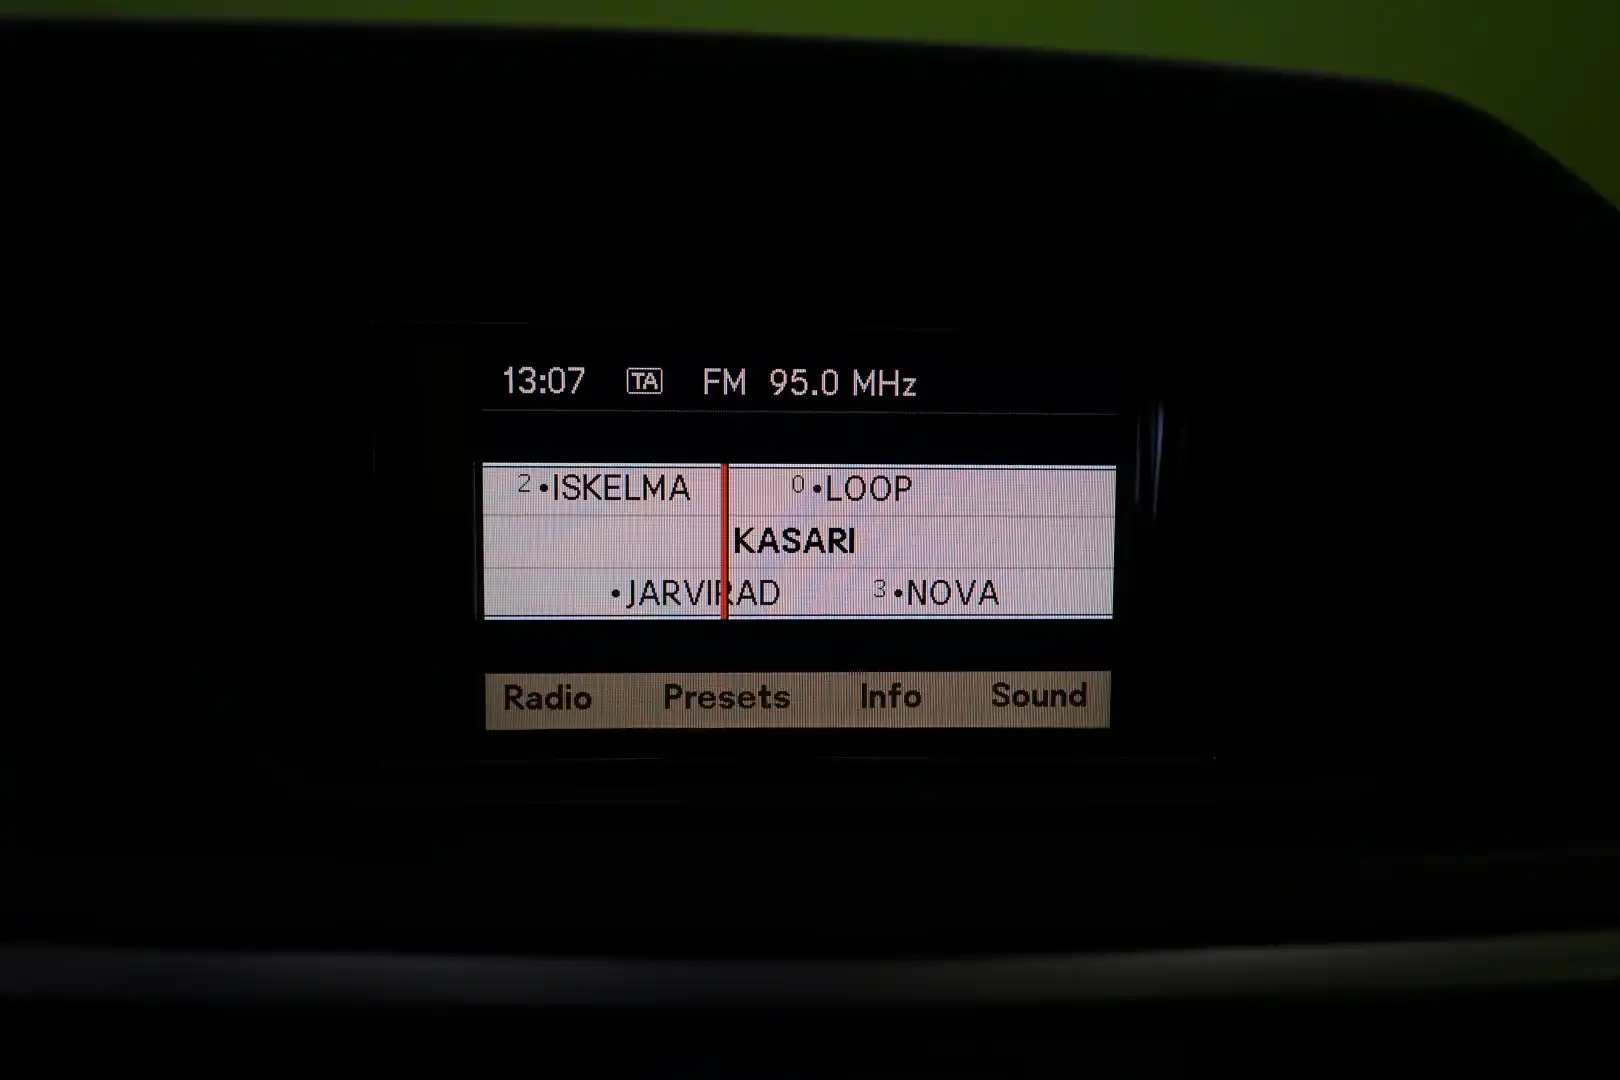 13:07 TA FM 95.0 MHz
2 •ISKELMA 0 •LOOP
KASARI
•JARVIRAD 3 •NOVA
Radio Presets Info Sound